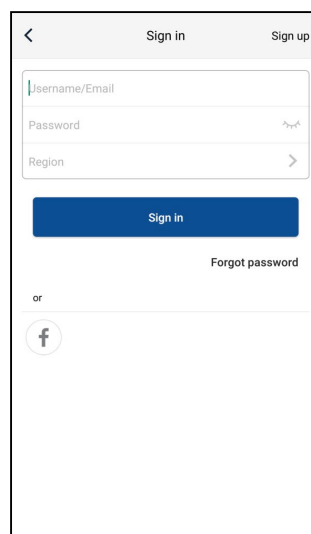 Sign in Sign up
Username/Email
Password
Region
Sign in
Forgot password
or